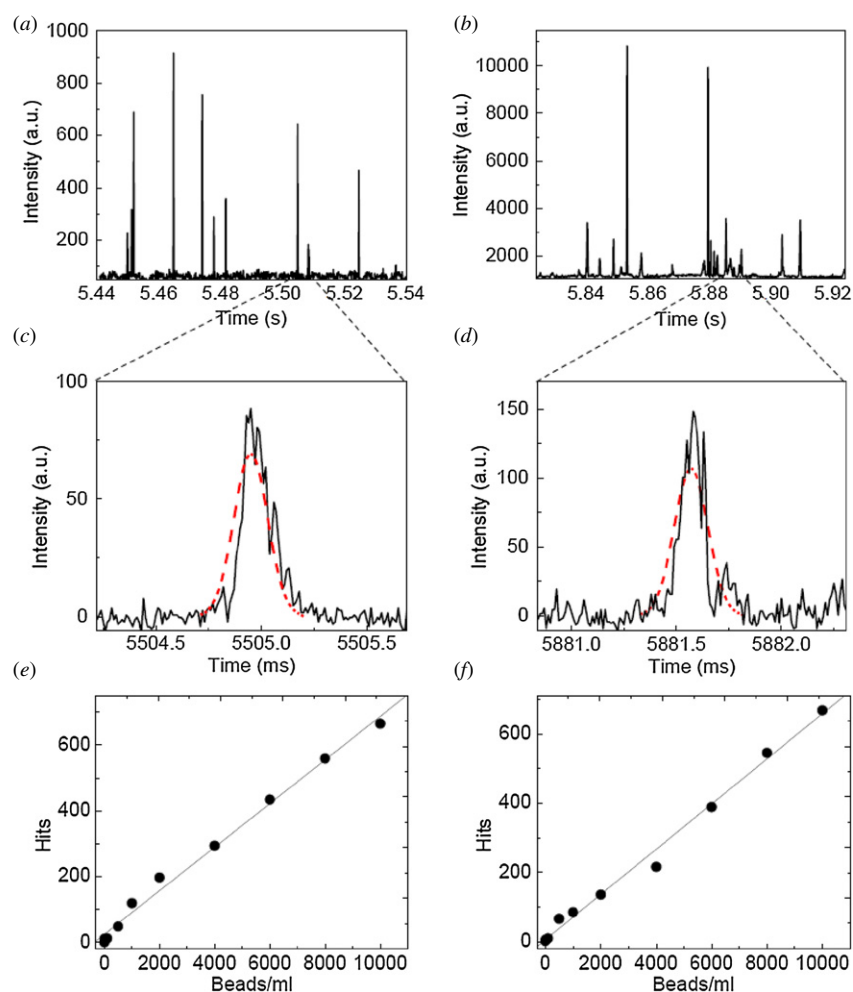 (a)
1000
800
600
400
200
Intensity (a.u.)
5.44 5.46 5.48 5.50 5.52 5.54
Time (s)
(b)
10000
8000
6000
4000
2000
Intensity (a.u.)
5.84 5.86 5.88 5.90 5.92
Time (s)
(c)
100
50
0
Intensity (a.u.)
5504.5 5505.0 5505.5
Time (ms)
(d)
150
100
50
0
Intensity (a.u.)
5881.0 5881.5 5882.0
Time (ms)
(e)
600
400
200
0
Hits
0 2000 4000 6000 8000 10000
Beads/ml
(f)
600
400
200
0
Hits
0 2000 4000 6000 8000 10000
Beads/ml